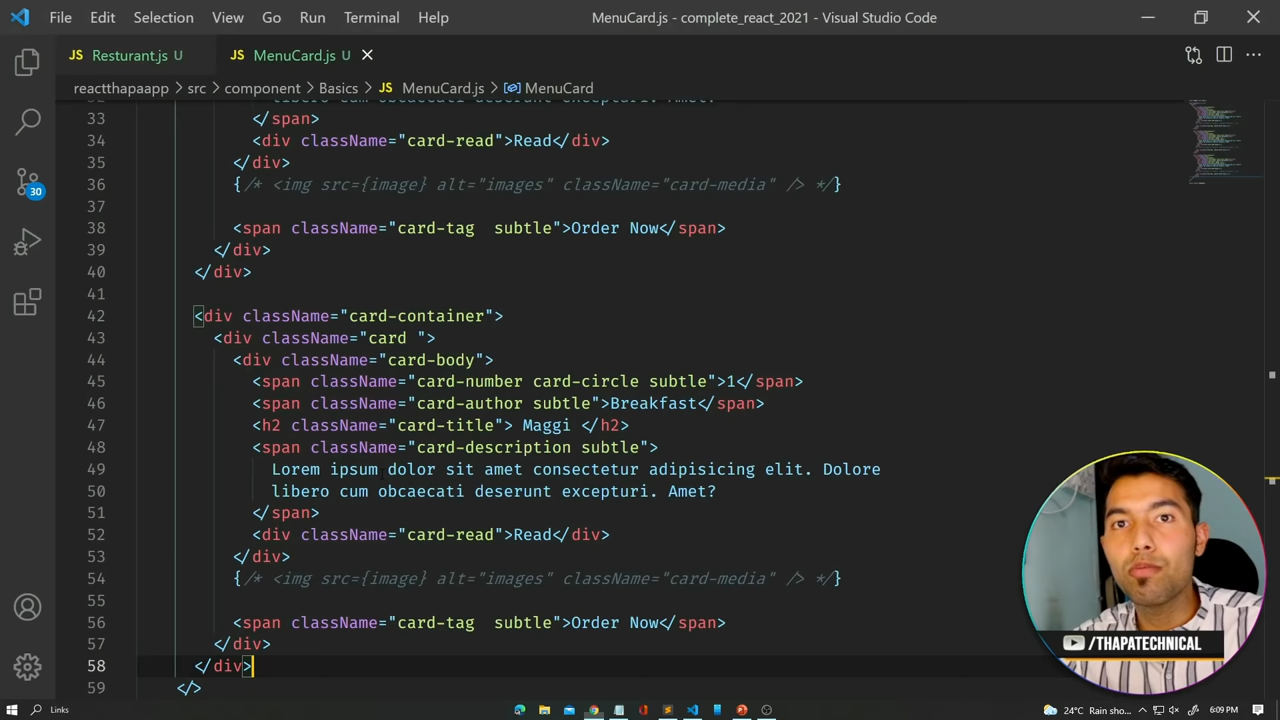 File Edit Selection View Go Run Terminal Help MenuCard.js - complete_react_2021 - Visual Studio Code
JS Resturant.js U JS MenuCard.js U
reactthapaapp > src > component > Basics > JS MenuCard.js > MenuCard
libero cum obcaecati deserunt excepturi. Amet?
33 </span>
34 <div className="card-read">Read</div>
35 </div>
36 {/* <img src={image} alt="images" className="card-media" /> */}
37
38 <span className="card-tag  subtle">Order Now</span>
39 </div>
40 </div>
41
42 <div className="card-container">
43 <div className="card ">
44 <div className="card-body">
45 <span className="card-number card-circle subtle">1</span>
46 <span className="card-author subtle">Breakfast</span>
47 <h2 className="card-title"> Maggi </h2>
48 <span className="card-description subtle">
49 Lorem ipsum dolor sit amet consectetur adipisicing elit. Dolore
50 libero cum obcaecati deserunt excepturi. Amet?
51 </span>
52 <div className="card-read">Read</div>
53 </div>
54 {/* <img src={image} alt="images" className="card-media" /> */}
55
56 <span className="card-tag  subtle">Order Now</span>
57 </div>
58 </div>
59 </>
30
/THAPATECHNICAL
Links 24°C Rain sho... 6:09 PM